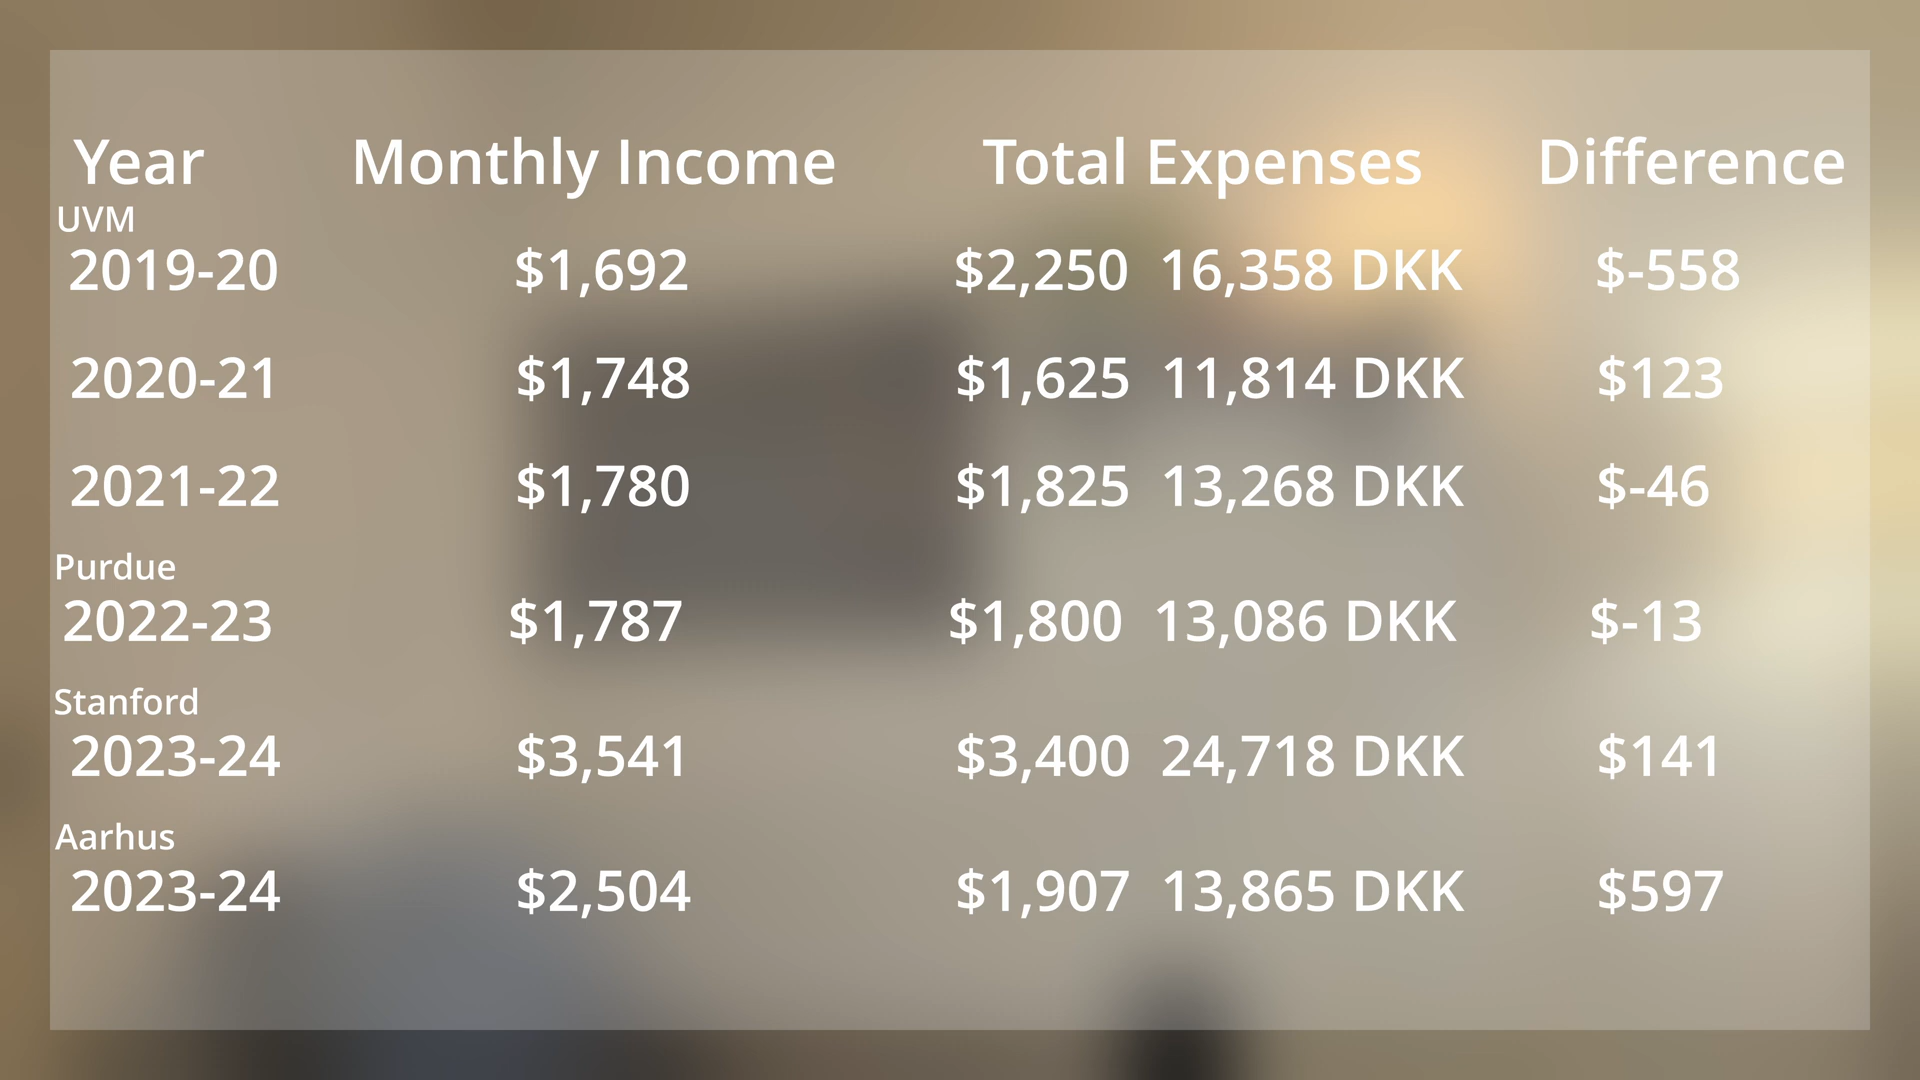 Year Monthly Income Total Expenses Difference
UVM
2019-20 $1,692 $2,250 16,358 DKK $-558
2020-21 $1,748 $1,625 11,814 DKK $123
2021-22 $1,780 $1,825 13,268 DKK $-46
Purdue
2022-23 $1,787 $1,800 13,086 DKK $-13
Stanford
2023-24 $3,541 $3,400 24,718 DKK $141
Aarhus
2023-24 $2,504 $1,907 13,865 DKK $597